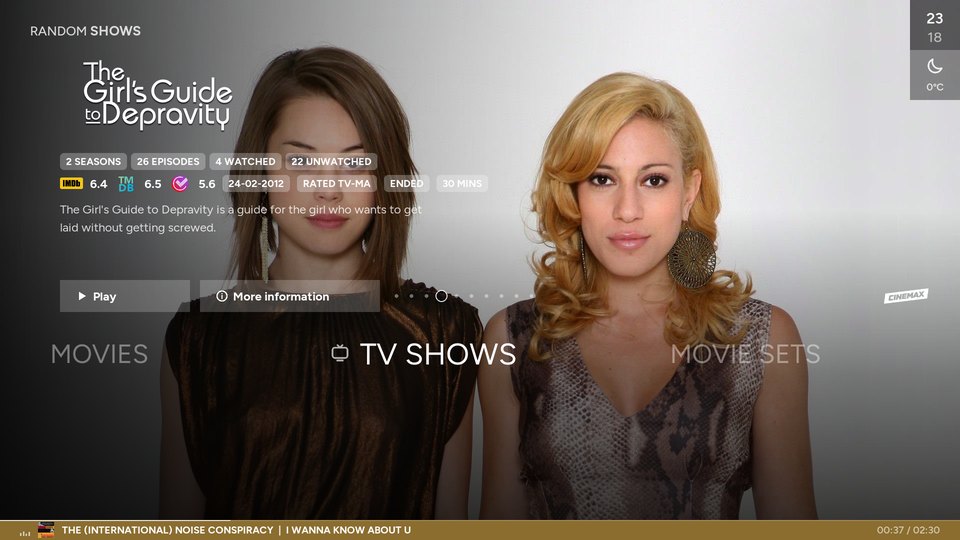 RANDOM SHOWS
23
18
0°C
The
Girl's Guide
to Depravity
2 SEASONS 26 EPISODES 4 WATCHED 22 UNWATCHED
IMDb 6.4 TMDB 6.5 5.6 24-02-2012 RATED TV-MA ENDED 30 MINS
The Girl's Guide to Depravity is a guide for the girl who wants to get
laid without getting screwed.
Play More information
CINEMAX
MOVIES TV SHOWS MOVIE SETS
THE (INTERNATIONAL) NOISE CONSPIRACY | I WANNA KNOW ABOUT U 00:37 / 02:30